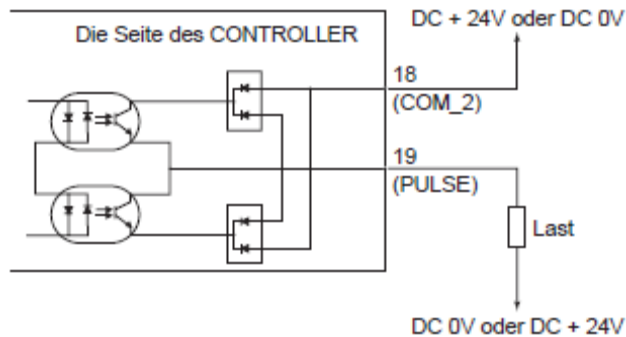 DC + 24V oder DC 0V
Die Seite des CONTROLLER
18
(COM_2)
19
(PULSE)
Last
DC 0V oder DC + 24V